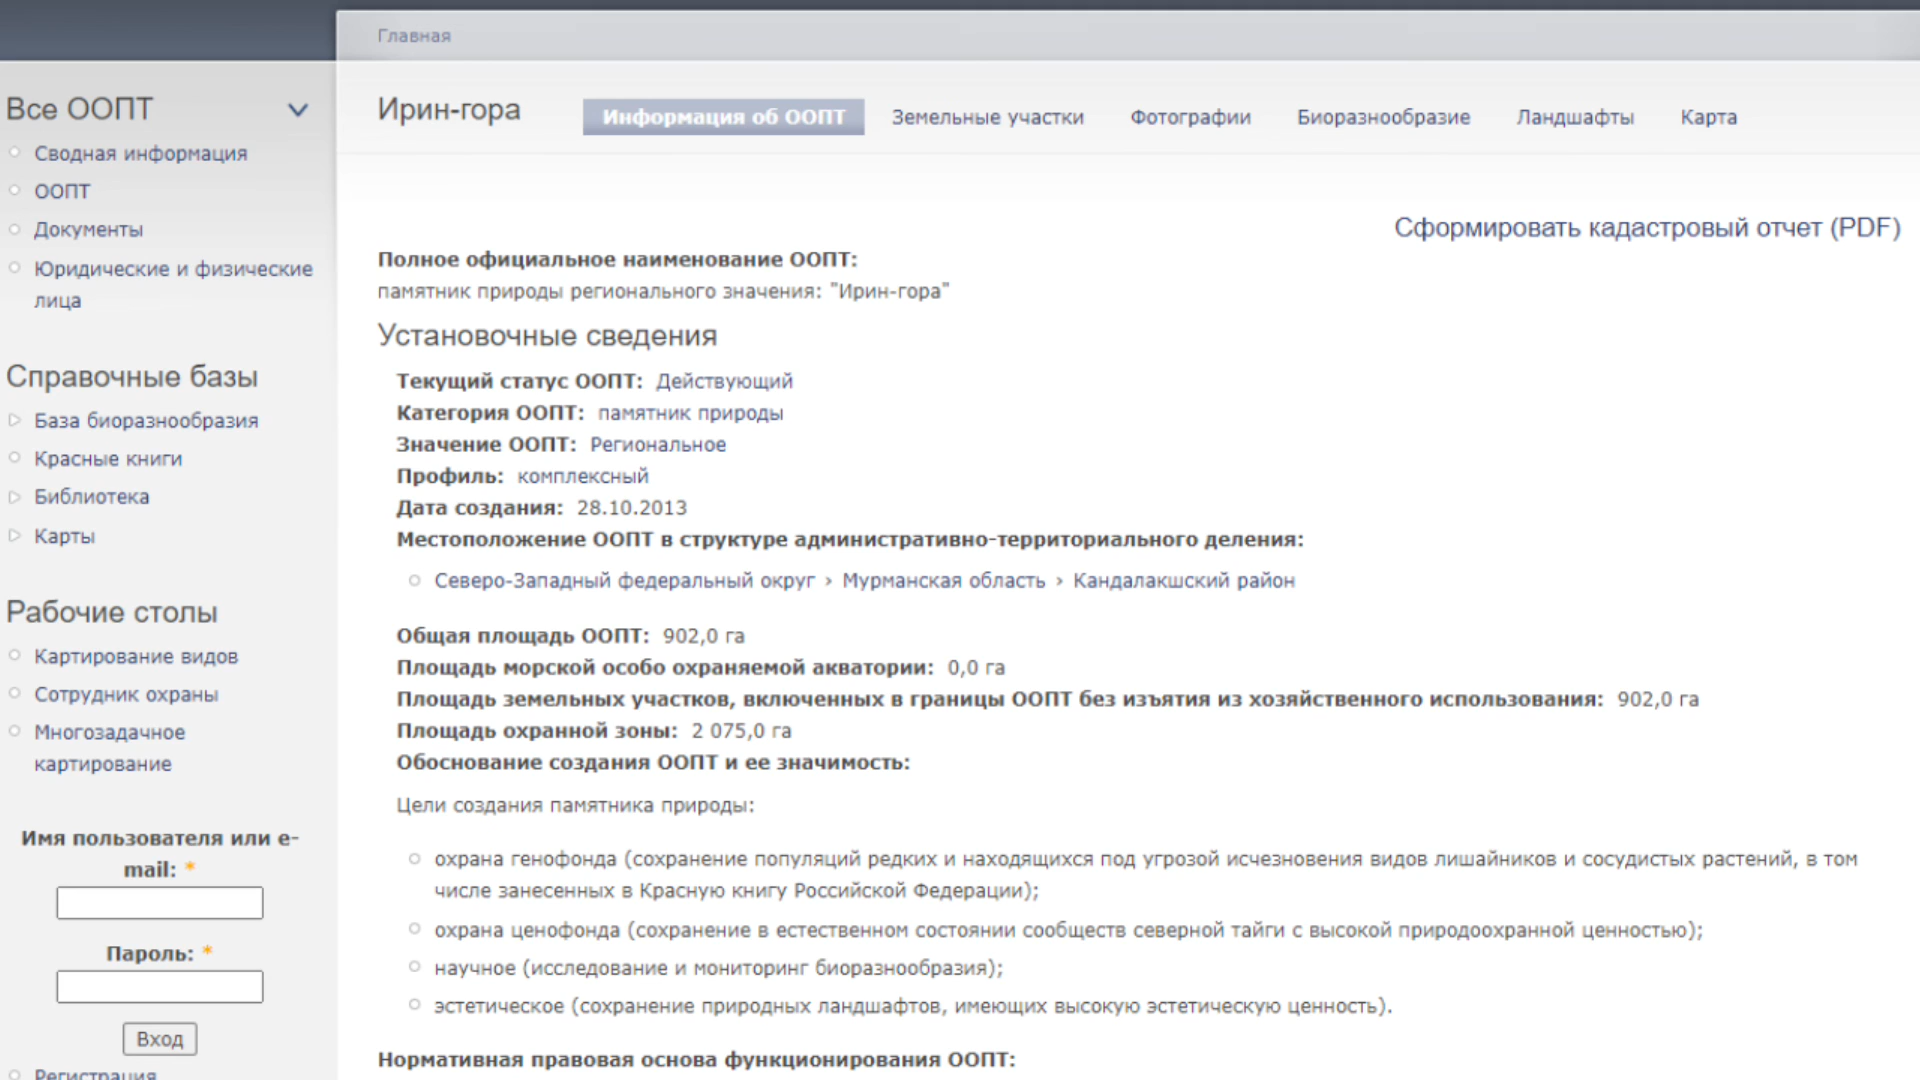 Главная
Все ООПТ
Сводная информация
ООПТ
Документы
Юридические и физические
лица
Справочные базы
База биоразнообразия
Красные книги
Библиотека
Карты
Рабочие столы
Картирование видов
Сотрудник охраны
Многозадачное
картирование
Имя пользователя или e-
mail: *
Пароль: *
Вход
Регистрация
Ирин-гора
Информация об ООПТ Земельные участки Фотографии Биоразнообразие Ландшафты Карта
Сформировать кадастровый отчет (PDF)
Полное официальное наименование ООПТ:
памятник природы регионального значения: "Ирин-гора"
Установочные сведения
Текущий статус ООПТ: Действующий
Категория ООПТ: памятник природы
Значение ООПТ: Региональное
Профиль: комплексный
Дата создания: 28.10.2013
Местоположение ООПТ в структуре административно-территориального деления:
Северо-Западный федеральный округ › Мурманская область › Кандалакшский район
Общая площадь ООПТ: 902,0 га
Площадь морской особо охраняемой акватории: 0,0 га
Площадь земельных участков, включенных в границы ООПТ без изъятия из хозяйственного использования: 902,0 га
Площадь охранной зоны: 2 075,0 га
Обоснование создания ООПТ и ее значимость:
Цели создания памятника природы:
охрана генофонда (сохранение популяций редких и находящихся под угрозой исчезновения видов лишайников и сосудистых растений, в том
числе занесенных в Красную книгу Российской Федерации);
охрана ценофонда (сохранение в естественном состоянии сообществ северной тайги с высокой природоохранной ценностью);
научное (исследование и мониторинг биоразнообразия);
эстетическое (сохранение природных ландшафтов, имеющих высокую эстетическую ценность).
Нормативная правовая основа функционирования ООПТ: